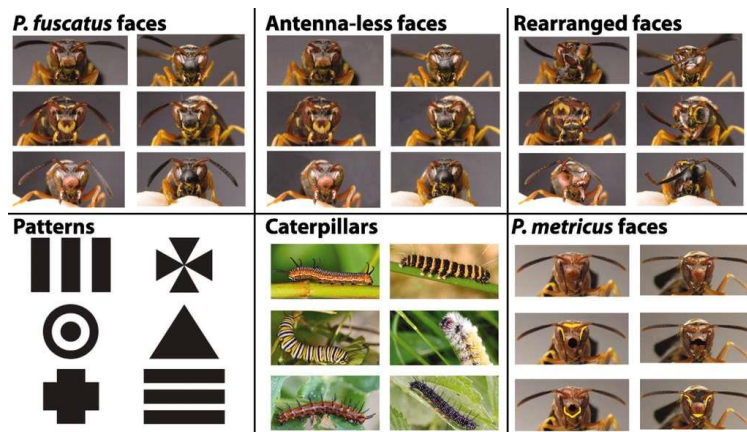 P. fuscatus faces
Antenna-less faces
Rearranged faces
Patterns
Caterpillars
P. metricus faces